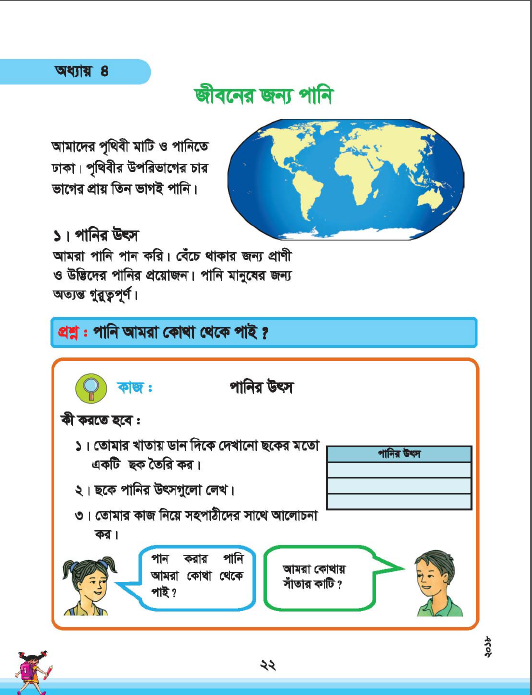 অধ্যায় ৪
জীবনের জন্য পানি
আমাদের পৃথিবী মাটি ও পানিতে
ঢাকা। পৃথিবীর উপরিভাগের চার
ভাগের প্রায় তিন ভাগই পানি।
১। পানির উৎস
আমরা পানি পান করি। বেঁচে থাকার জন্য প্রাণী
ও উদ্ভিদের পানির প্রয়োজন। পানি মানুষের জন্য
অত্যন্ত গুরুত্বপূর্ণ।
প্রশ্ন : পানি আমরা কোথা থেকে পাই ?
কাজ : পানির উৎস
কী করতে হবে :
১। তোমার খাতায় ডান দিকে দেখানো ছকের মতো
একটি ছক তৈরি কর।
২। ছকে পানির উৎসগুলো লেখ।
৩। তোমার কাজ নিয়ে সহপাঠীদের সাথে আলোচনা
কর।
পানির উৎস
পান করার পানি
আমরা কোথা থেকে
পাই ?
আমরা কোথায়
সাঁতার কাটি ?
২২
২০১৮